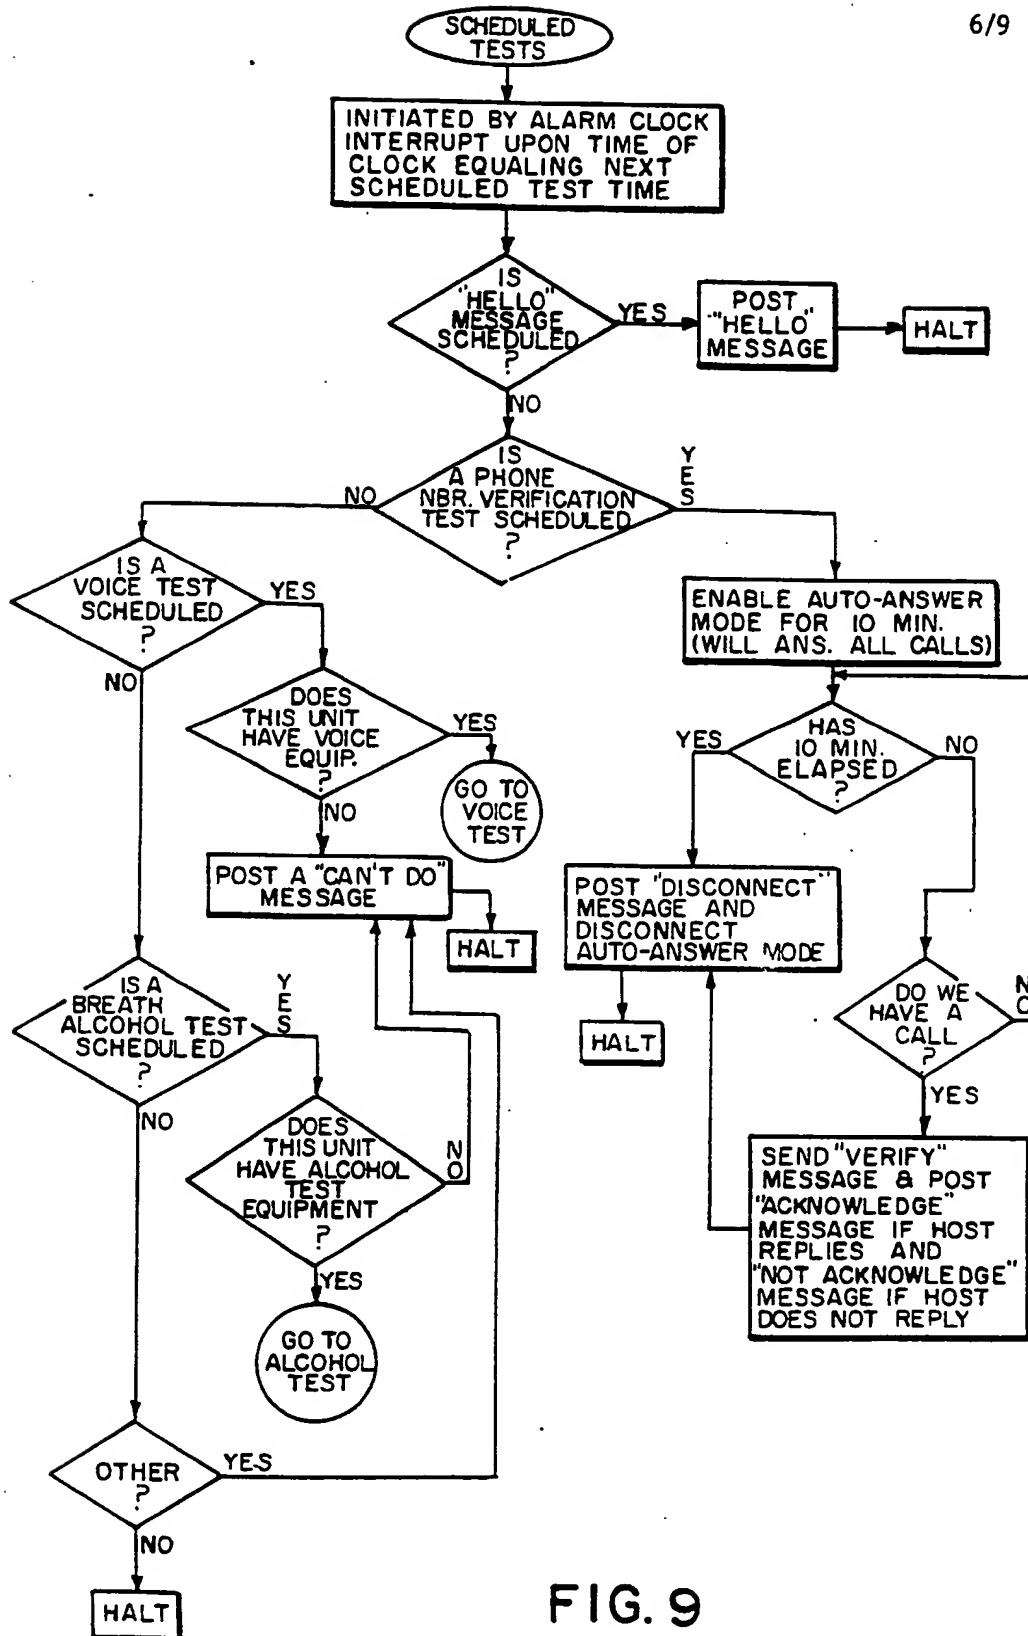 6/9
SCHEDULED
TESTS
INITIATED BY ALARM CLOCK
INTERRUPT UPON TIME OF
CLOCK EQUALING NEXT
SCHEDULED TEST TIME
IS
"HELLO"
MESSAGE
SCHEDULED
?
YES
POST
"HELLO"
MESSAGE
HALT
NO
IS
A PHONE
NBR. VERIFICATION
TEST SCHEDULED
?
NO
YES
IS A
VOICE TEST
SCHEDULED
?
YES
NO
ENABLE AUTO-ANSWER
MODE FOR 10 MIN.
(WILL ANS. ALL CALLS)
DOES
THIS UNIT
HAVE VOICE
EQUIP.
?
YES
NO
GO TO
VOICE
TEST
HAS
10 MIN.
ELAPSED
?
YES
NO
POST A "CAN'T DO"
MESSAGE
HALT
POST "DISCONNECT"
MESSAGE AND
DISCONNECT
AUTO-ANSWER MODE
HALT
DO WE
HAVE A
CALL
?
NO
YES
IS A
BREATH
ALCOHOL TEST
SCHEDULED
?
YES
NO
DOES
THIS UNIT
HAVE ALCOHOL
TEST
EQUIPMENT
?
NO
YES
SEND "VERIFY"
MESSAGE & POST
"ACKNOWLEDGE"
MESSAGE IF HOST
REPLIES AND
"NOT ACKNOWLEDGE"
MESSAGE IF HOST
DOES NOT REPLY
GO TO
ALCOHOL
TEST
OTHER
?
YES
NO
HALT
FIG. 9